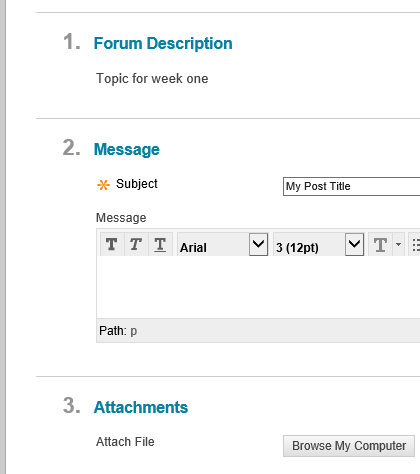 1. Forum Description
Topic for week one
2. Message
Subject My Post Title
Message
T T T Arial 3 (12pt) T
Path: p
3. Attachments
Attach File Browse My Computer